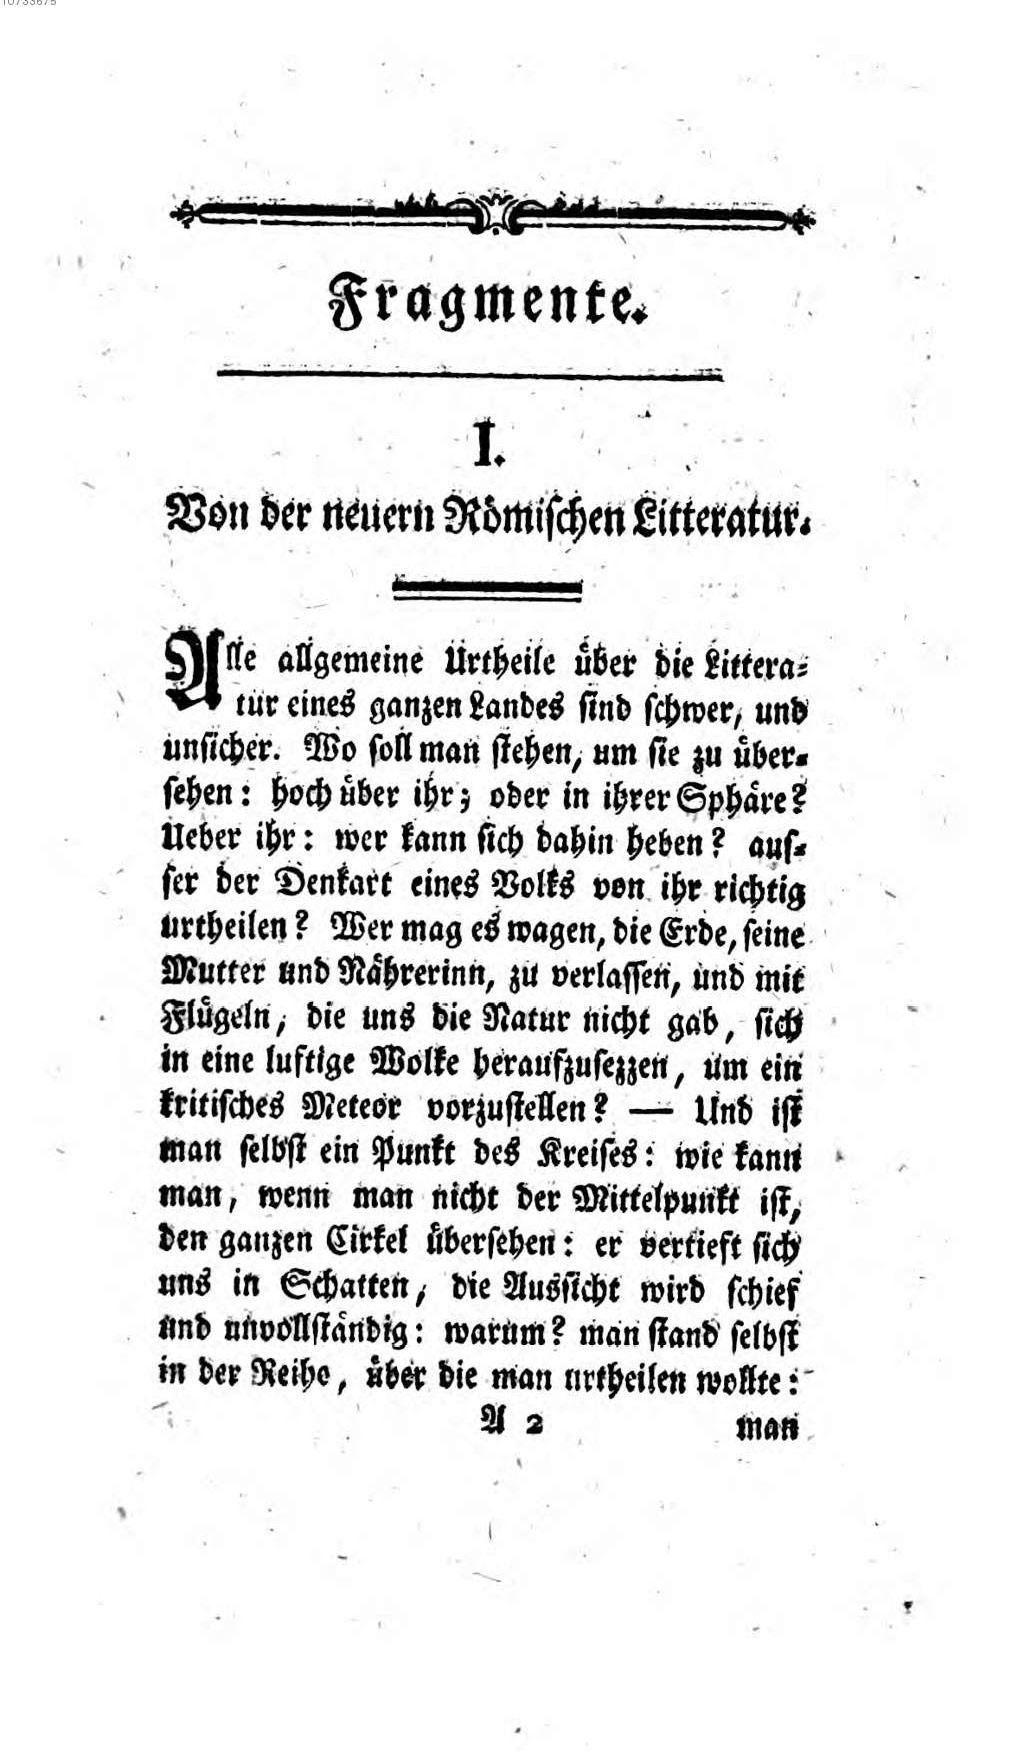 10733675
Fragmente.
I.
Von der neuern Römischen Litteratur.
Alle allgemeine Urtheile über die Littera-
tur eines ganzen Landes sind schwer, und
unsicher. Wo soll man stehen, um sie zu über-
sehen: hoch über ihr; oder in ihrer Sphäre?
Ueber ihr: wer kann sich dahin heben? aus-
ser der Denkart eines Volks von ihr richtig
urtheilen? Wer mag es wagen, die Erde, seine
Mutter und Nährerinn, zu verlassen, und mit
Flügeln, die uns die Natur nicht gab, sich
in eine luftige Wolke heraufzusezzen, um ein
kritisches Meteor vorzustellen? — Und ist
man selbst ein Punkt des Kreises: wie kann
man, wenn man nicht der Mittelpunkt ist,
den ganzen Cirkel übersehen: er vertieft sich
uns in Schatten, die Aussicht wird schief
und unvollständig: warum? man stand selbst
in der Reihe, über die man urtheilen wollte:
A 2 man